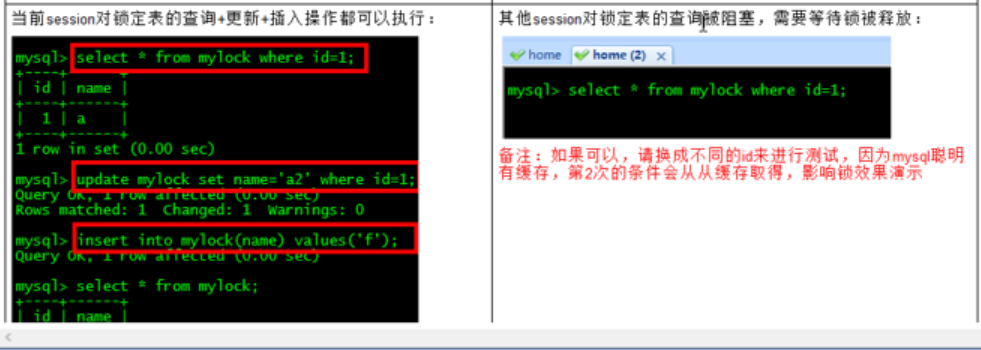 当前session对锁定表的查询+更新+插入操作都可以执行：
mysql> select * from mylock where id=1;
+----+------+
| id | name |
+----+------+
| 1 | a |
+----+------+
1 row in set (0.00 sec)
mysql> update mylock set name='a2' where id=1;
Query OK, 1 row affected (0.00 sec)
Rows matched: 1 Changed: 1 Warnings: 0
mysql> insert into mylock(name) values('f');
Query OK, 1 row affected (0.00 sec)
mysql> select * from mylock;
+----+------+
| id | name |
其他session对锁定表的查询被阻塞，需要等待锁被释放：
home home (2) x
mysql> select * from mylock where id=1;
备注：如果可以，请换成不同的id来进行测试，因为mysql聪明
有缓存，第2次的条件会从从缓存取得，影响锁效果演示